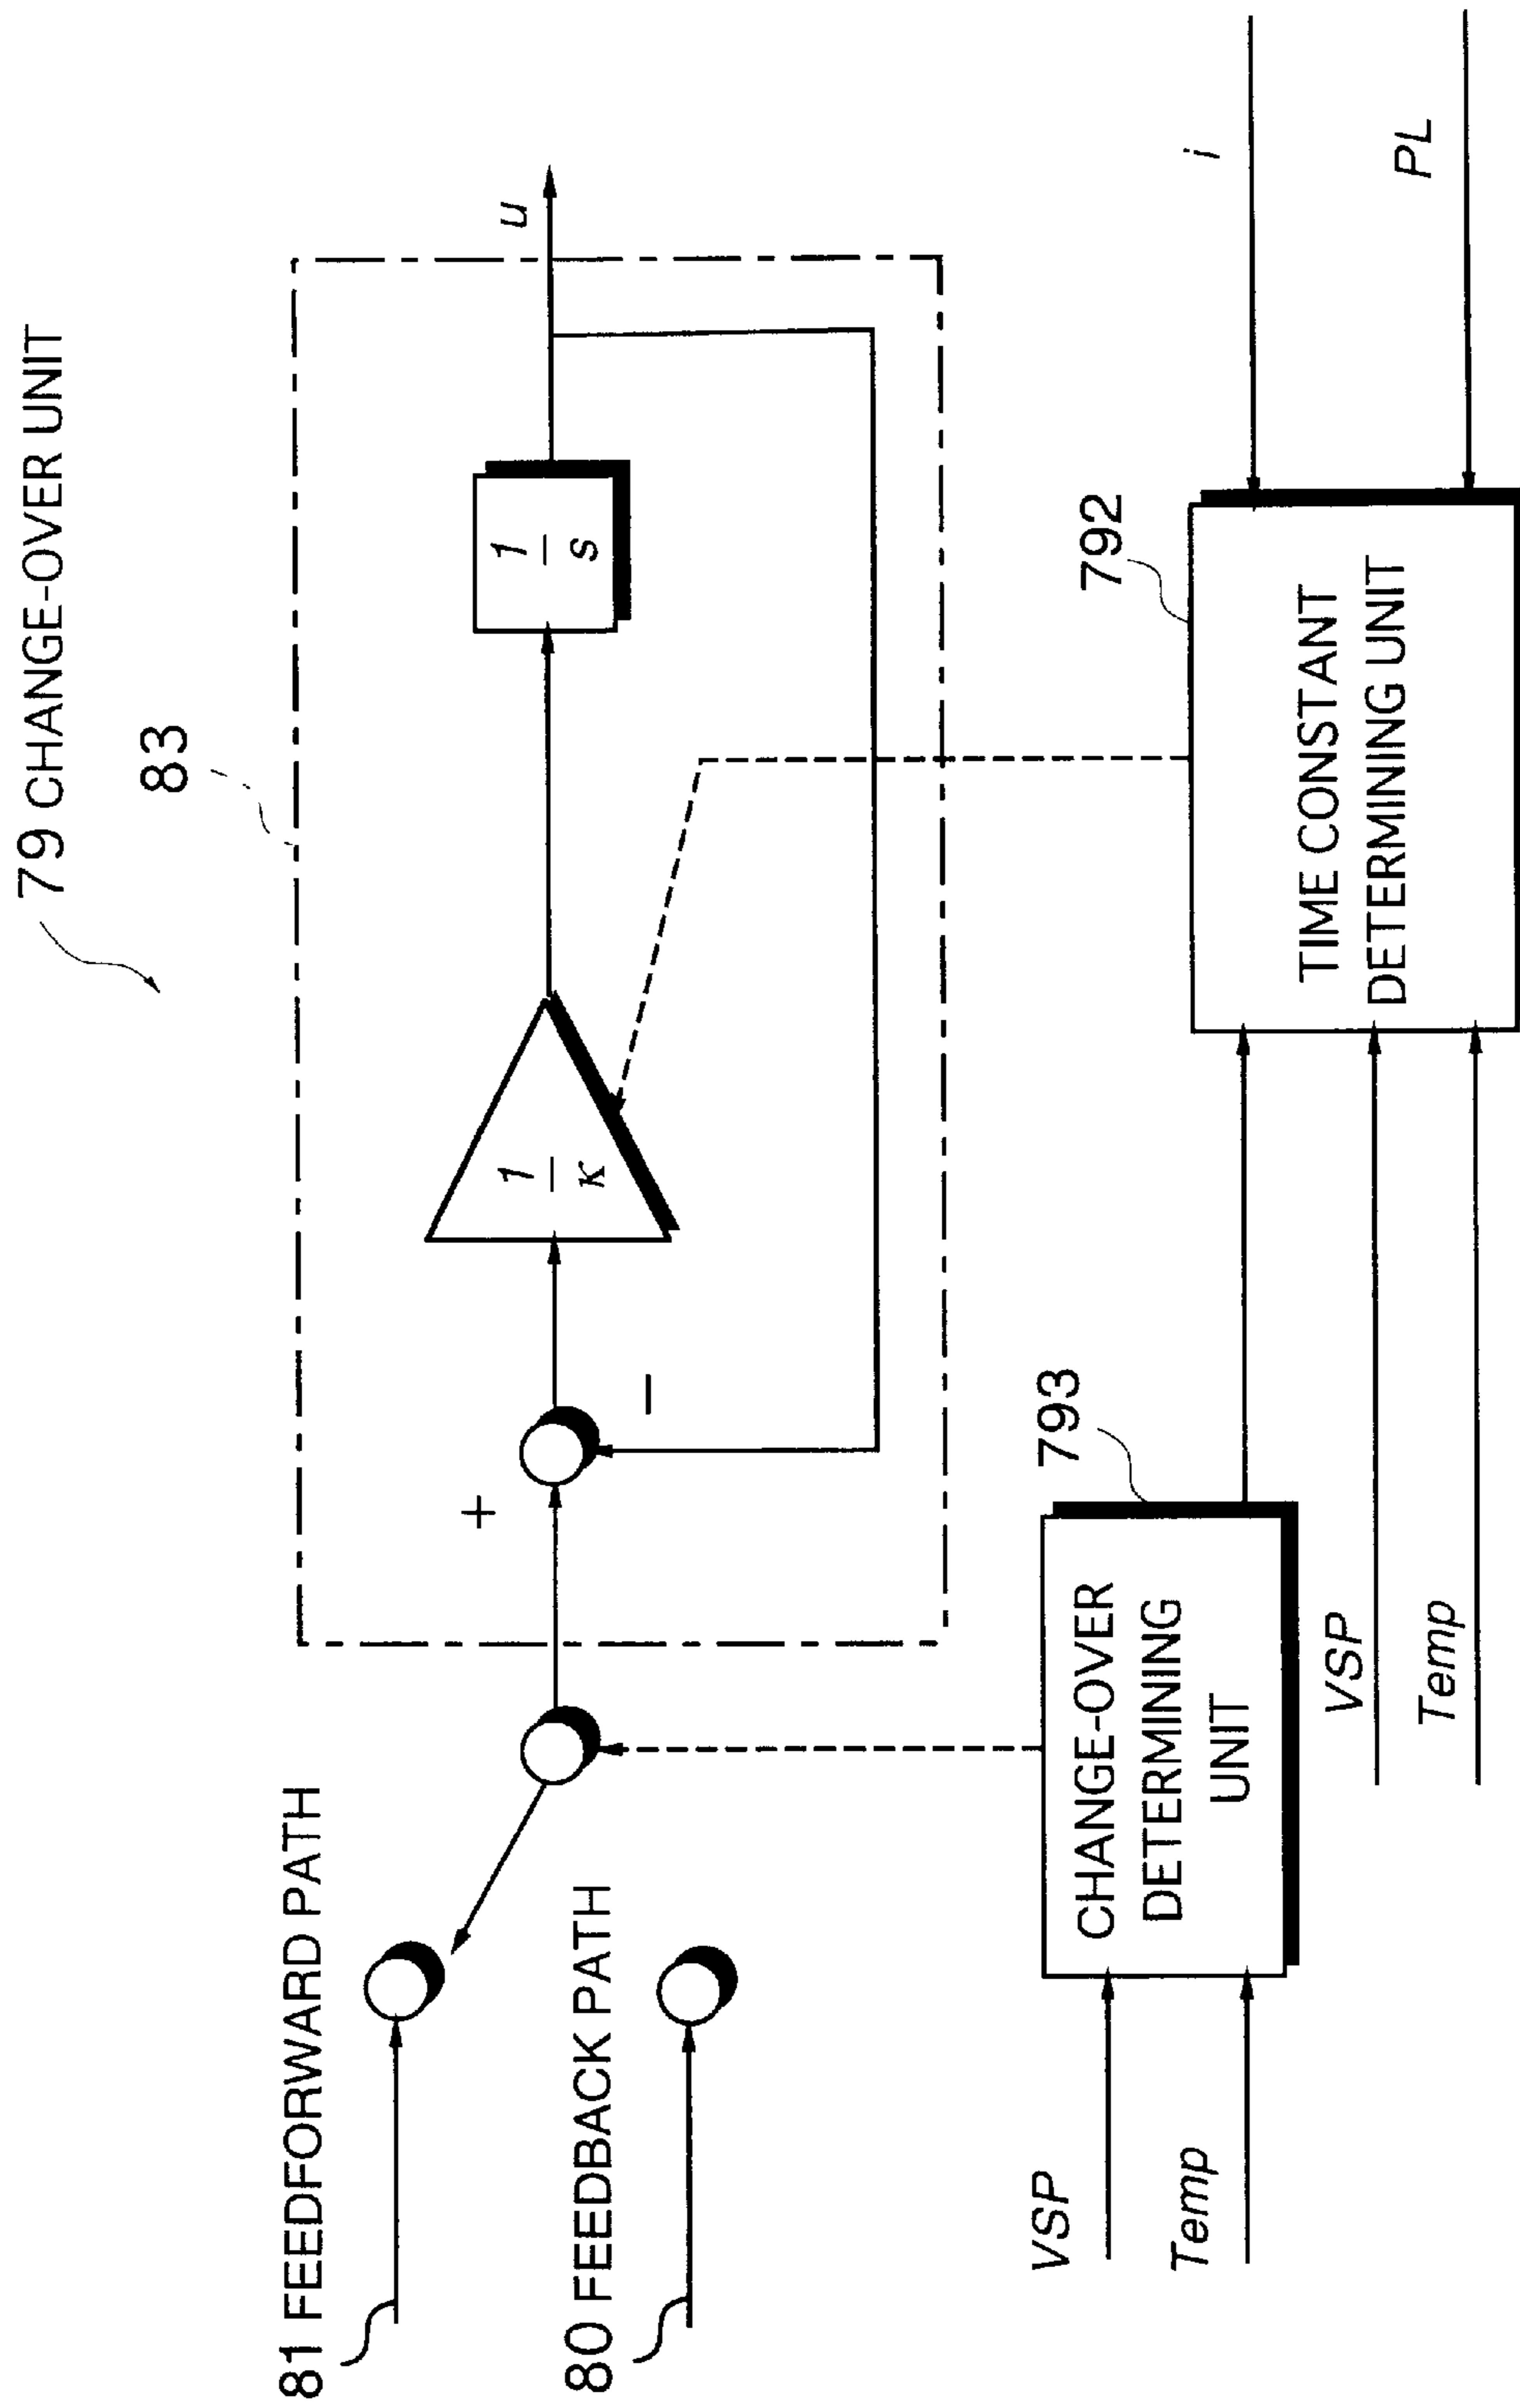 79 CHANGE-OVER UNIT
83
81 FEEDFORWARD PATH
80 FEEDBACK PATH
+
−
1
κ
1
s
u
793
CHANGE-OVER
DETERMINING
UNIT
VSP
Temp
792
TIME CONSTANT
DETERMINING UNIT
VSP
Temp
i
PL